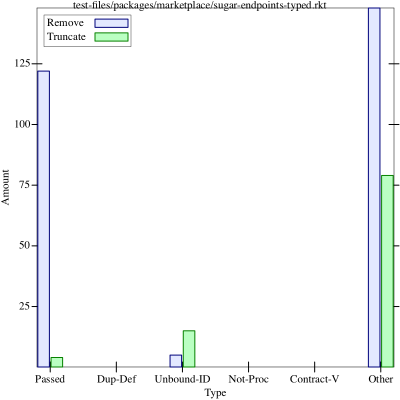 test-files/packages/marketplace/sugar-endpoints-typed.rkt
Remove
Truncate
125
100
75
50
25
Amount
Passed Dup-Def Unbound-ID Not-Proc Contract-V Other
Type